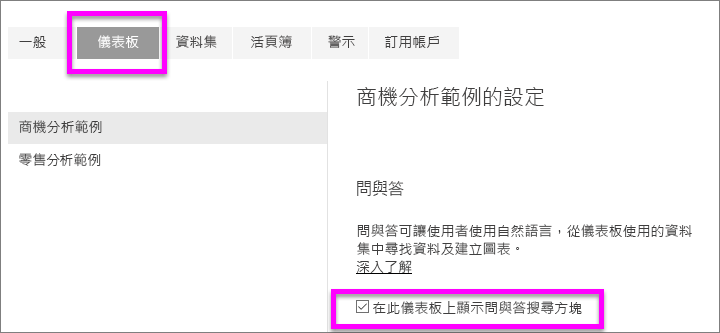 一般 儀表板 資料集 活頁簿 警示 訂用帳戶
商機分析範例的設定
商機分析範例
零售分析範例
問與答
問與答可讓使用者使用自然語言，從儀表板使用的資料
集中尋找資料及建立圖表。
深入了解
在此儀表板上顯示問與答搜尋方塊